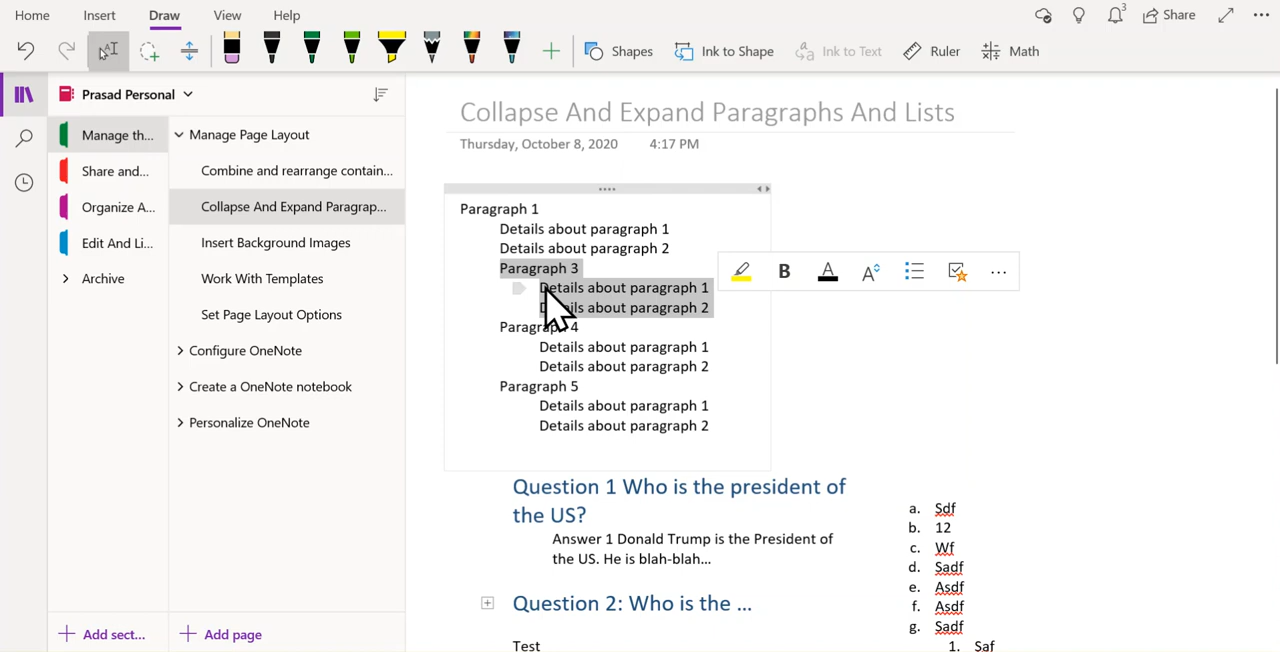 Home Insert Draw View Help
3 Share
Shapes Ink to Shape Ink to Text Ruler Math
Prasad Personal
Manage th...
Share and...
Organize A...
Edit And Li...
Archive
Add sect...
Manage Page Layout
Combine and rearrange contain...
Collapse And Expand Paragrap...
Insert Background Images
Work With Templates
Set Page Layout Options
Configure OneNote
Create a OneNote notebook
Personalize OneNote
Add page
Collapse And Expand Paragraphs And Lists
Thursday, October 8, 2020 4:17 PM
Paragraph 1
Details about paragraph 1
Details about paragraph 2
Paragraph 3
Details about paragraph 1
Details about paragraph 2
Paragraph 4
Details about paragraph 1
Details about paragraph 2
Paragraph 5
Details about paragraph 1
Details about paragraph 2
B A A
Question 1 Who is the president of
the US?
Answer 1 Donald Trump is the President of
the US. He is blah-blah...
Question 2: Who is the ...
Test
a. Sdf
b. 12
c. Wf
d. Sadf
e. Asdf
f. Asdf
g. Sadf
1. Saf